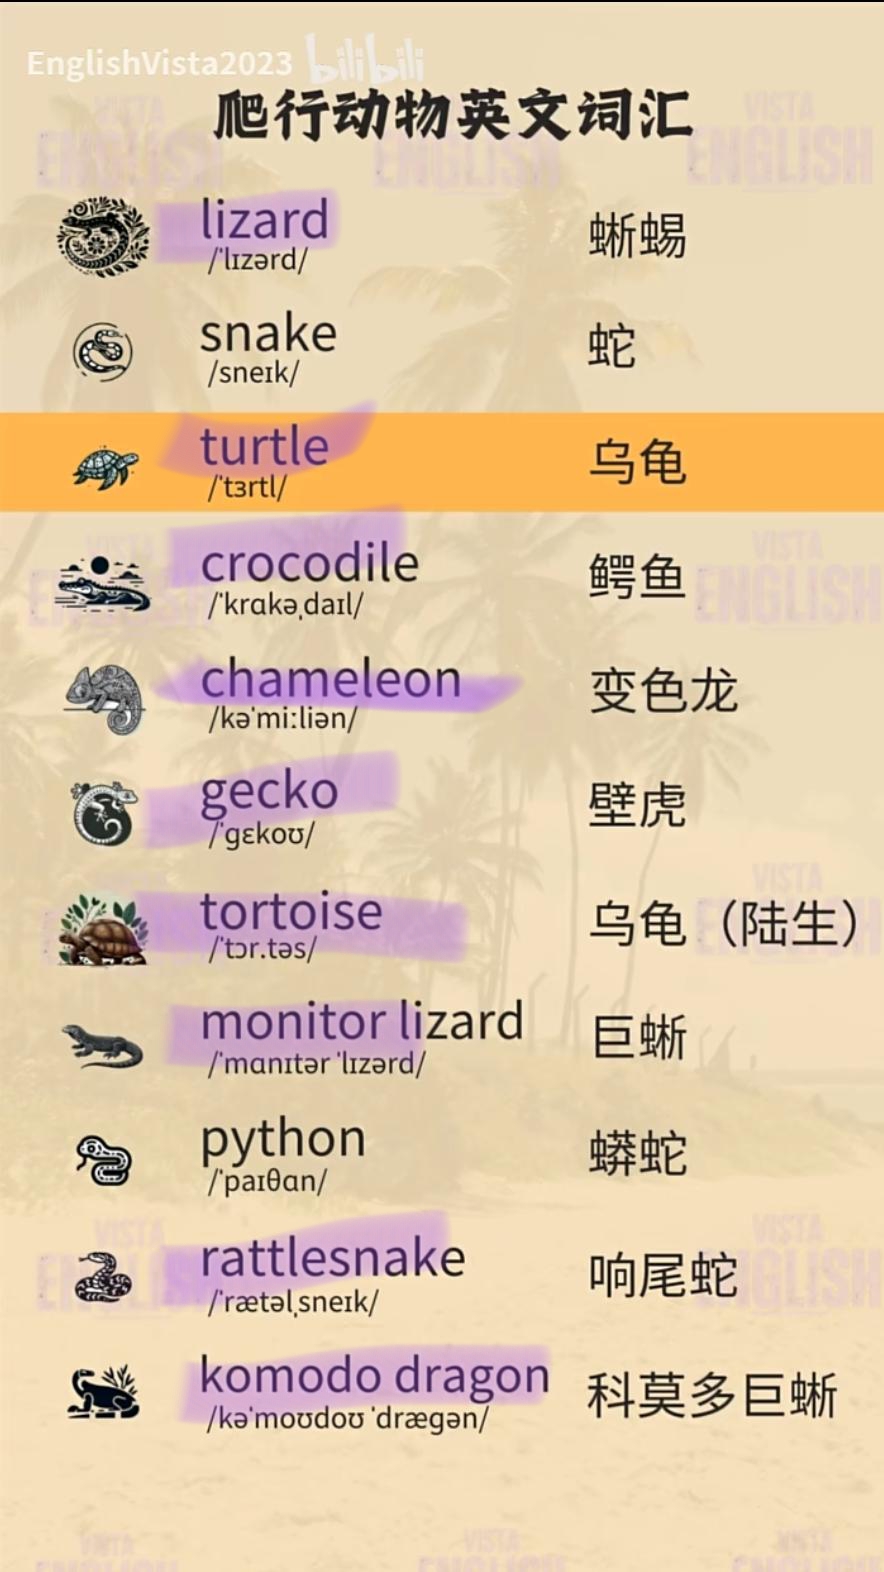 EnglishVista2023 bilibili
爬行动物英文词汇
lizard 蜥蜴
/ˈlɪzərd/
snake 蛇
/sneɪk/
turtle 乌龟
/ˈtɜrtl/
crocodile 鳄鱼
/ˈkrɑkəˌdaɪl/
chameleon 变色龙
/kəˈmiːliən/
gecko 壁虎
/ˈgɛkoʊ/
tortoise 乌龟（陆生）
/ˈtɔr.təs/
monitor lizard 巨蜥
/ˈmɑnɪtər ˈlɪzərd/
python 蟒蛇
/ˈpaɪθɑn/
rattlesnake 响尾蛇
/ˈrætəlˌsneɪk/
komodo dragon 科莫多巨蜥
/kəˈmoʊdoʊ ˈdrægən/
VISTA
ENGLISH